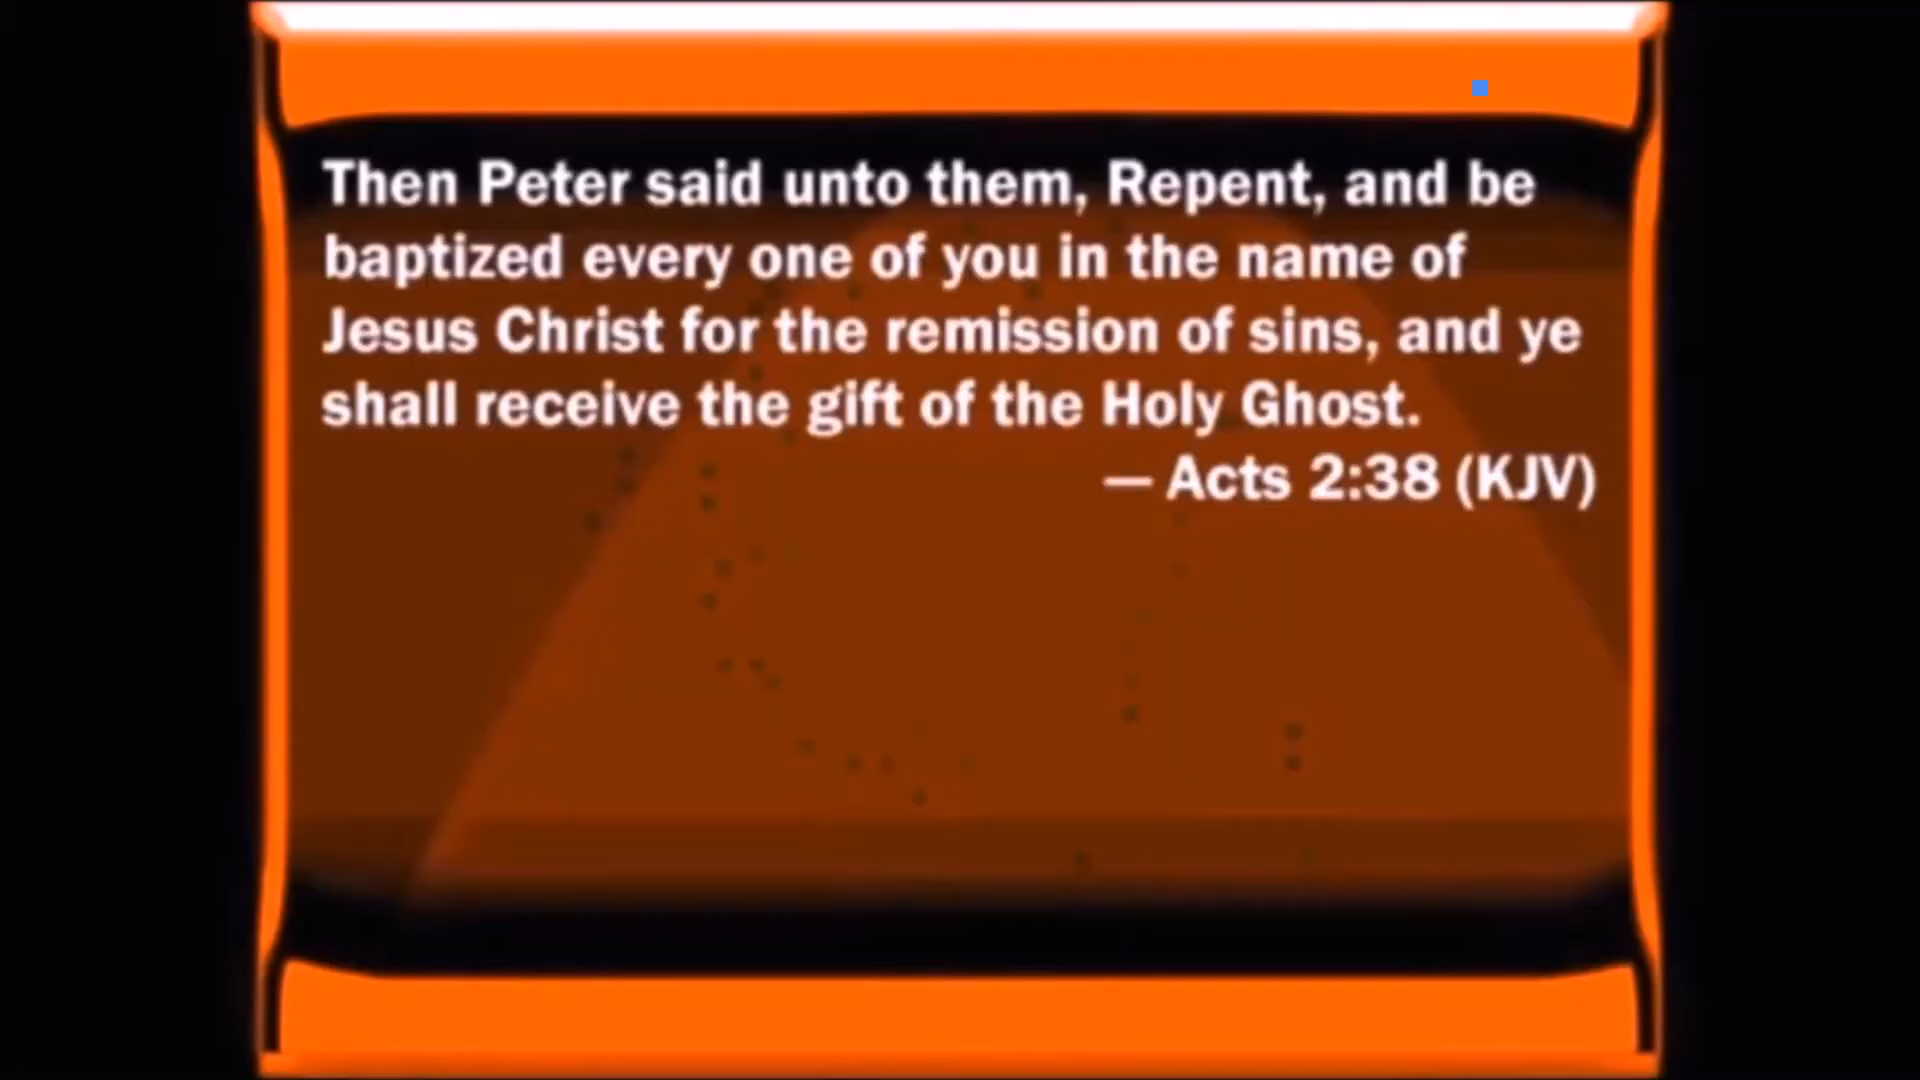 Then Peter said unto them, Repent, and be
baptized every one of you in the name of
Jesus Christ for the remission of sins, and ye
shall receive the gift of the Holy Ghost.
— Acts 2:38 (KJV)